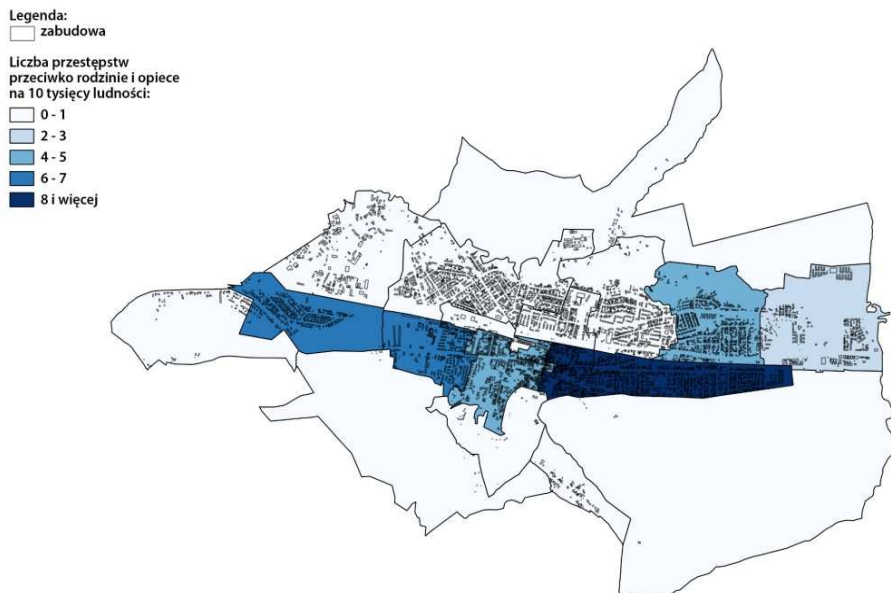 Legenda:
zabudowa
Liczba przestępstw
przeciwko rodzinie i opiece
na 10 tysięcy ludności:
0 - 1
2 - 3
4 - 5
6 - 7
8 i więcej